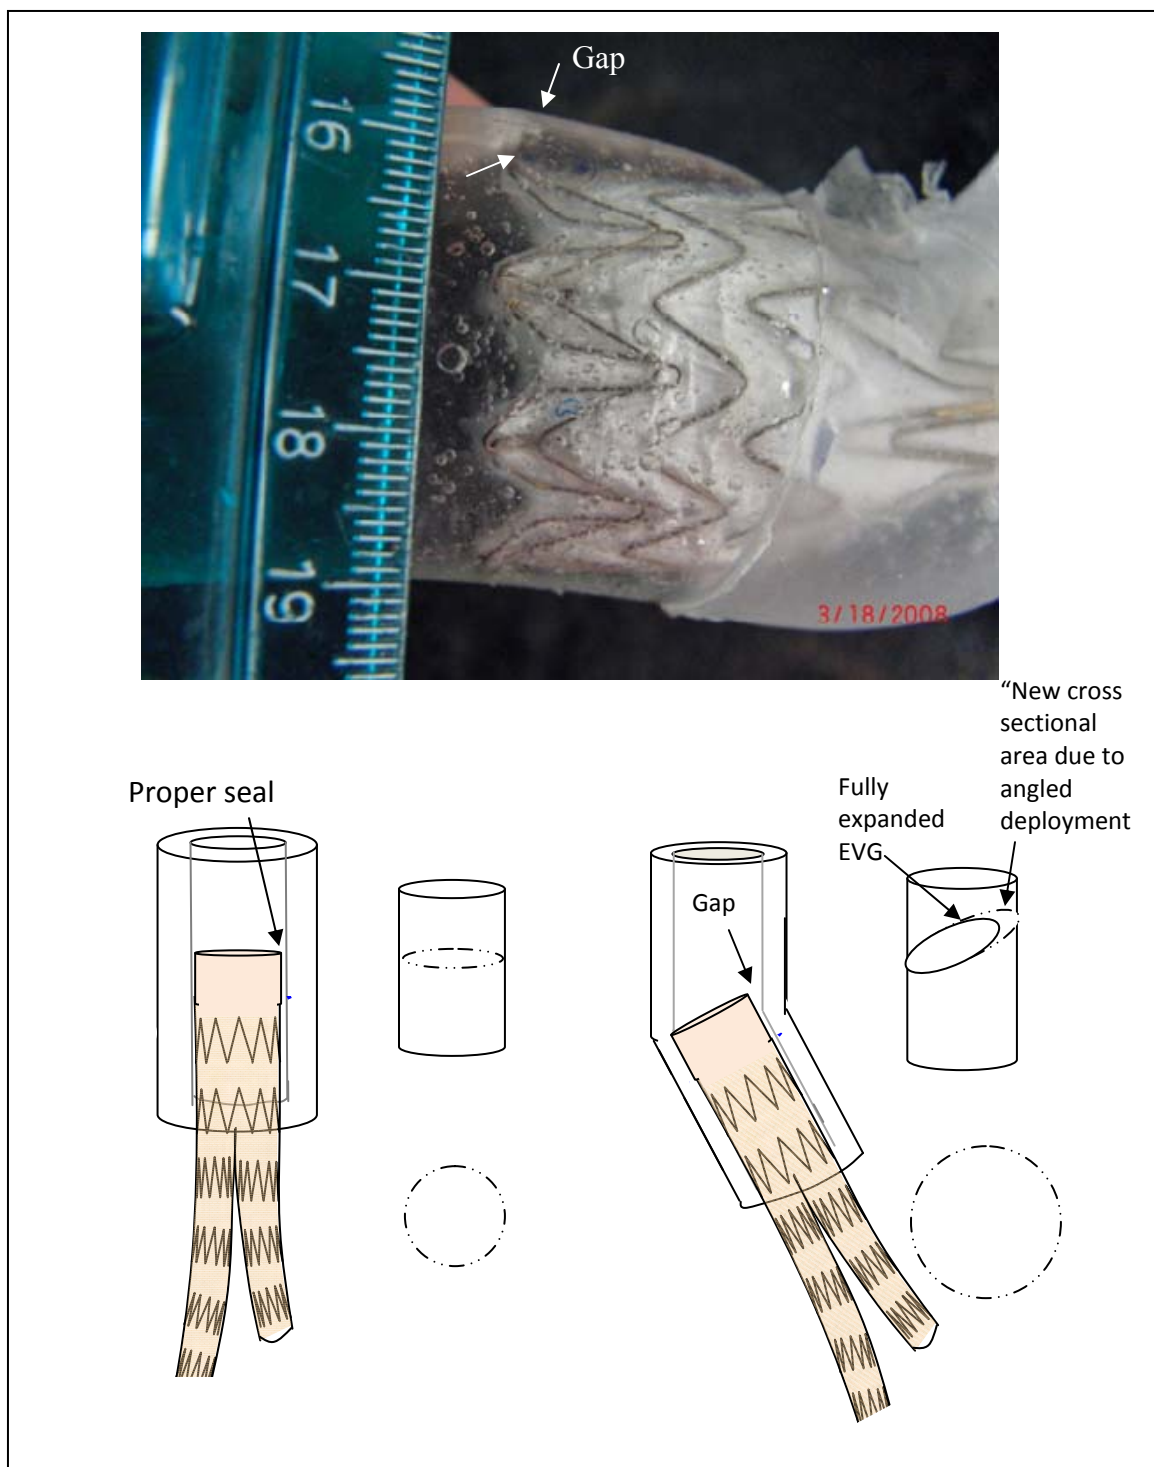 Gap
16
17
18
19
3/18/2008
Proper seal
Gap
Fully
expanded
EVG
“New cross
sectional
area due to
angled
deployment